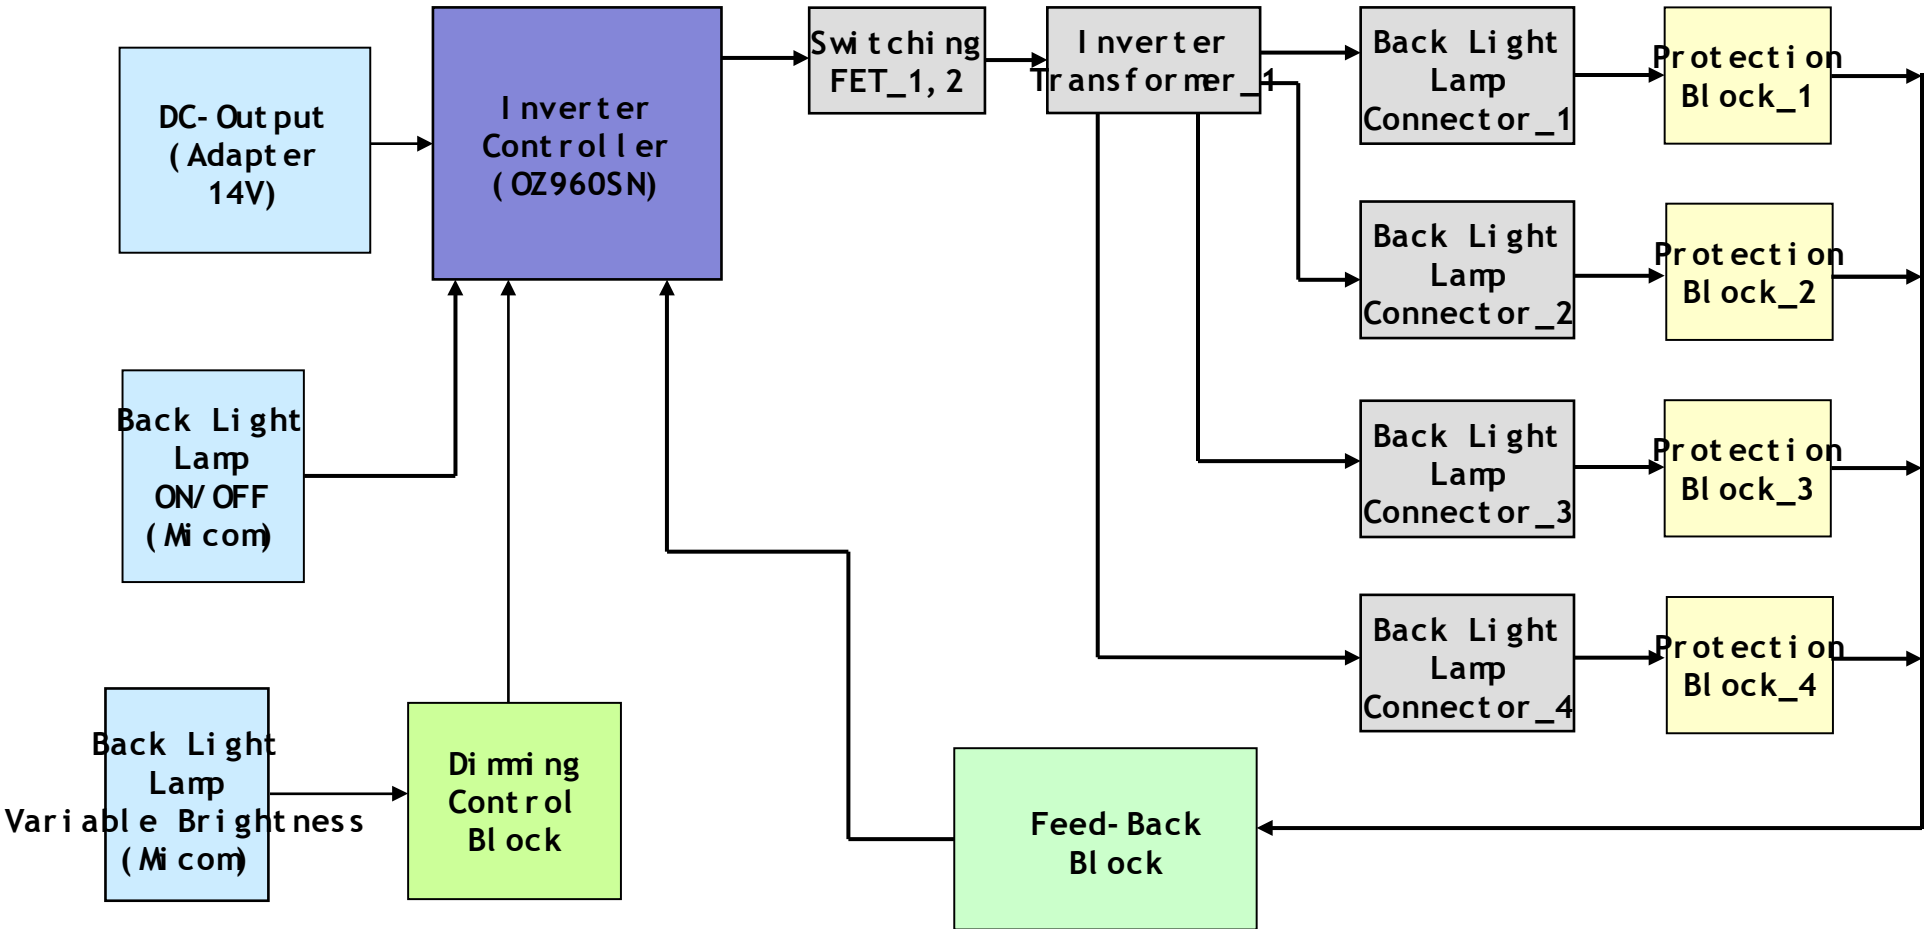 DC-Output
(Adapter
14V)
Inverter
Controller
(OZ960SN)
Switching
FET_1,2
Inverter
Transformer_1
Back Light
Lamp
Connector_1
Protection
Block_1
Back Light
Lamp
Connector_2
Protection
Block_2
Back Light
Lamp
ON/OFF
(Micom)
Back Light
Lamp
Connector_3
Protection
Block_3
Back Light
Lamp
Connector_4
Protection
Block_4
Back Light
Lamp
Variable Brightness
(Micom)
Dimming
Control
Block
Feed-Back
Block